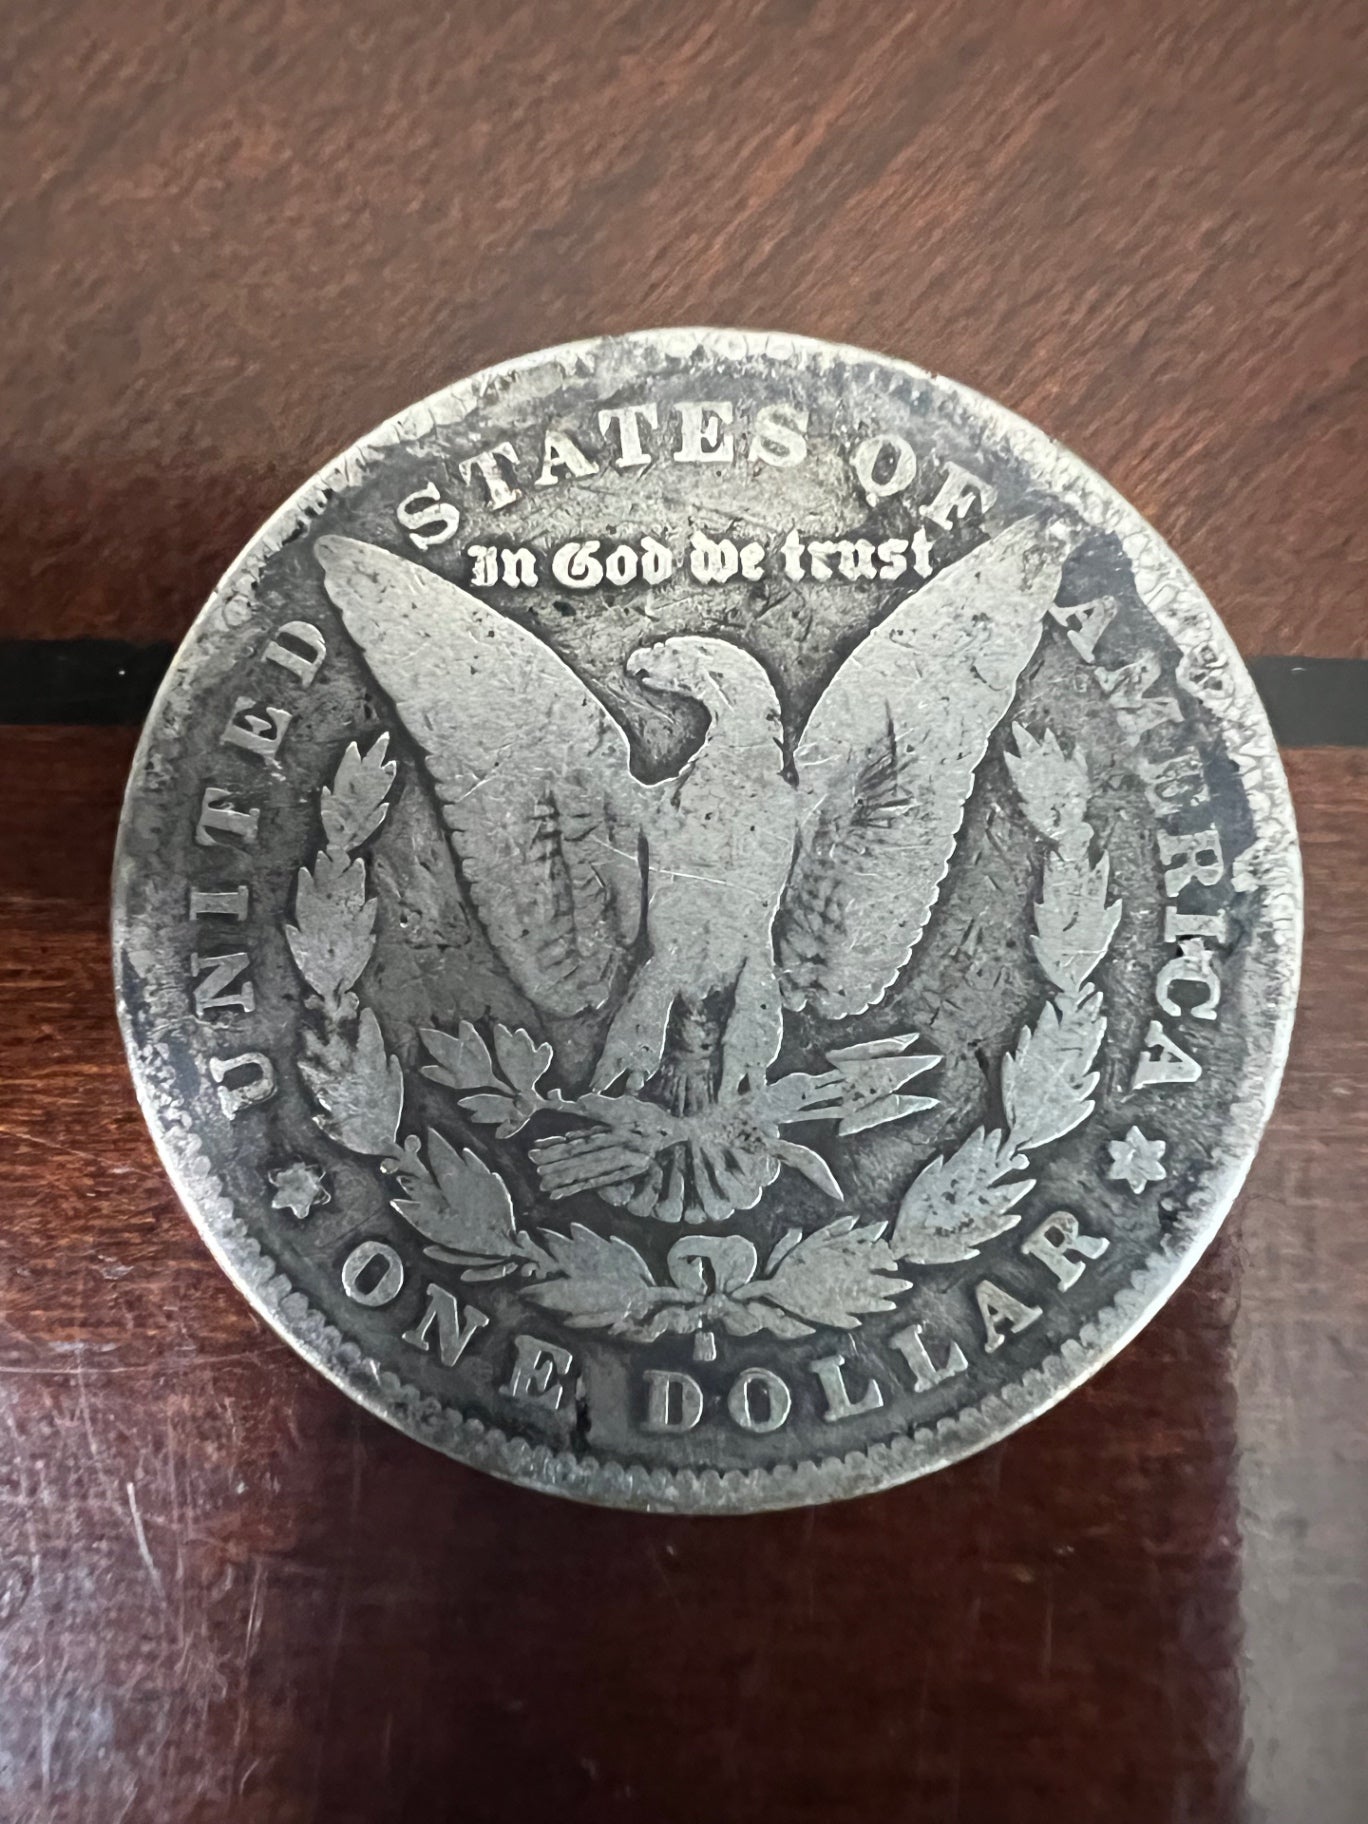 UNITED STATES OF AMERICA
In God we trust
ONE DOLLAR